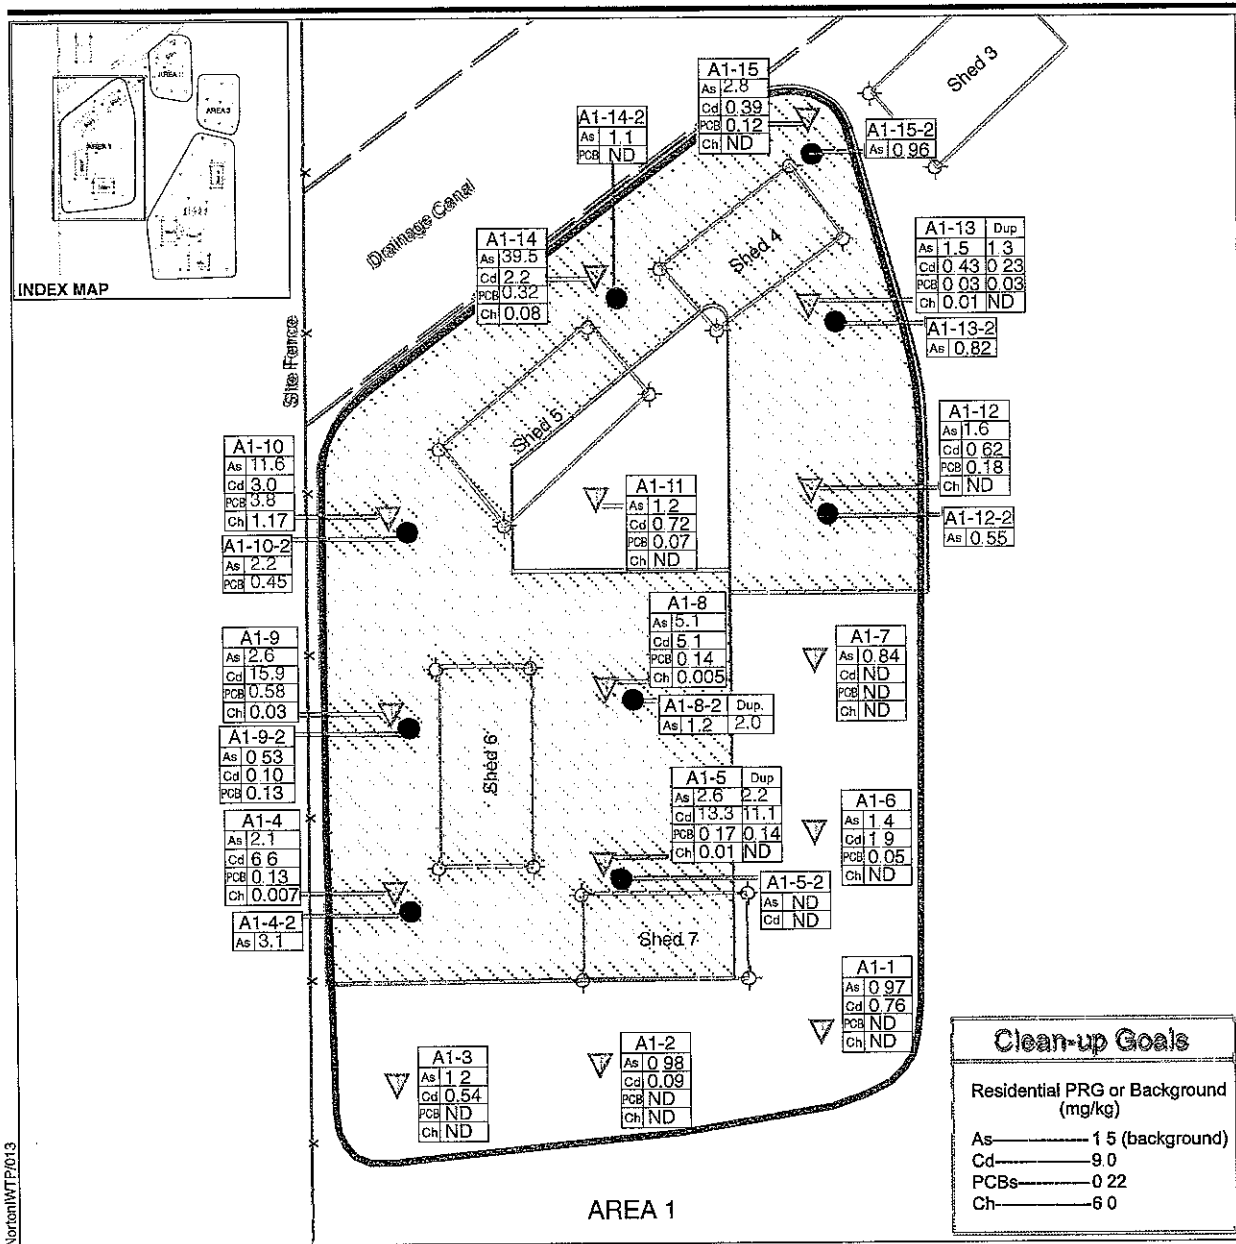 AREA 1
AREA 3
INDEX MAP
Drainage Canal
Site Fence
Shed 3
Shed 4
Shed 5
Shed 6
Shed 7
A1-15
As 2.8
Cd 0.39
PCB 0.12
Ch ND
A1-14-2
As 1.1
PCB ND
A1-15-2
As 0.96
A1-14
As 39.5
Cd 2.2
PCB 0.32
Ch 0.08
A1-13 Dup
As 1.5 1.3
Cd 0 43 0 23
PCB 0 03 0.03
Ch 0.01 ND
A1-13-2
As 0.82
A1-12
As 1.6
Cd 0 62
PCB 0.18
Ch ND
A1-12-2
As 0.55
A1-10
As 11.6
Cd 3.0
PCB 3.8
Ch 1.17
A1-10-2
As 2.2
PCB 0.45
A1-11
As 1.2
Cd 0.72
PCB 0.07
Ch ND
A1-8
As 5.1
Cd 5.1
PCB 0.14
Ch 0.005
A1-8-2 Dup.
As 1.2 2.0
A1-7
As 0.84
Cd ND
PCB ND
Ch ND
A1-9
As 2.6
Cd 15.9
PCB 0.58
Ch 0.03
A1-9-2
As 0 53
Cd 0.10
PCB 0.13
A1-5 Dup
As 2.6 2.2
Cd 13.3 11.1
PCB 0 17 0.14
Ch 0.01 ND
A1-6
As 1.4
Cd 1 9
PCB 0.05
Ch ND
A1-4
As 2.1
Cd 6 6
PCB 0.13
Ch 0.007
A1-4-2
As 3.1
A1-5-2
As ND
Cd ND
A1-1
As 0 97
Cd 0.76
PCB ND
Ch ND
A1-3
As 1 2
Cd 0.54
PCB ND
Ch ND
A1-2
As 0 98
Cd 0.09
PCB ND
Ch ND
AREA 1
Clean-up Goals
Residential PRG or Background
(mg/kg)
As 1 5 (background)
Cd 9.0
PCBs 0 22
Ch 6 0
Norton/IWTP/013